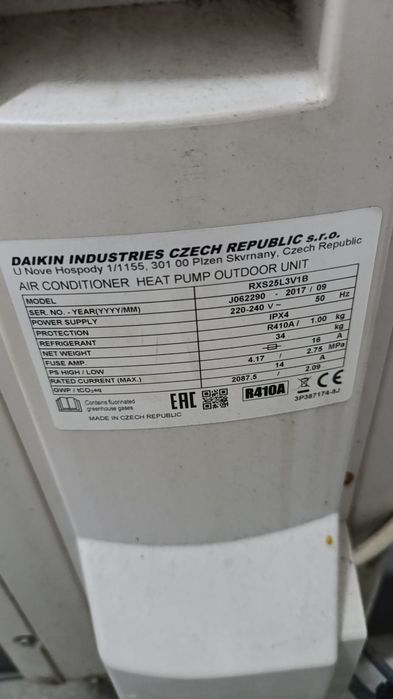 DAIKIN INDUSTRIES CZECH REPUBLIC s.r.o.
U Nove Hospody 1/1155, 301 00 Plzen Skvrnany, Czech Republic
AIR CONDITIONER HEAT PUMP OUTDOOR UNIT
MODEL RXS25L3V1B
SER. NO. - YEAR(YYYY/MM) J062290 - 2017 / 09
POWER SUPPLY 220-240 V ~ 50 Hz
PROTECTION IPX4
REFRIGERANT R410A / 1.00 kg
NET WEIGHT 34 kg
FUSE AMP 16 A
PS HIGH / LOW 4.17 / 2.75 MPa
RATED CURRENT (MAX.) 14 A
GWP / tCO₂eq 2087.5 / 2.09
Contains fluorinated
greenhouse gases
EAC
R410A
CE
MADE IN CZECH REPUBLIC
3P387174-8J